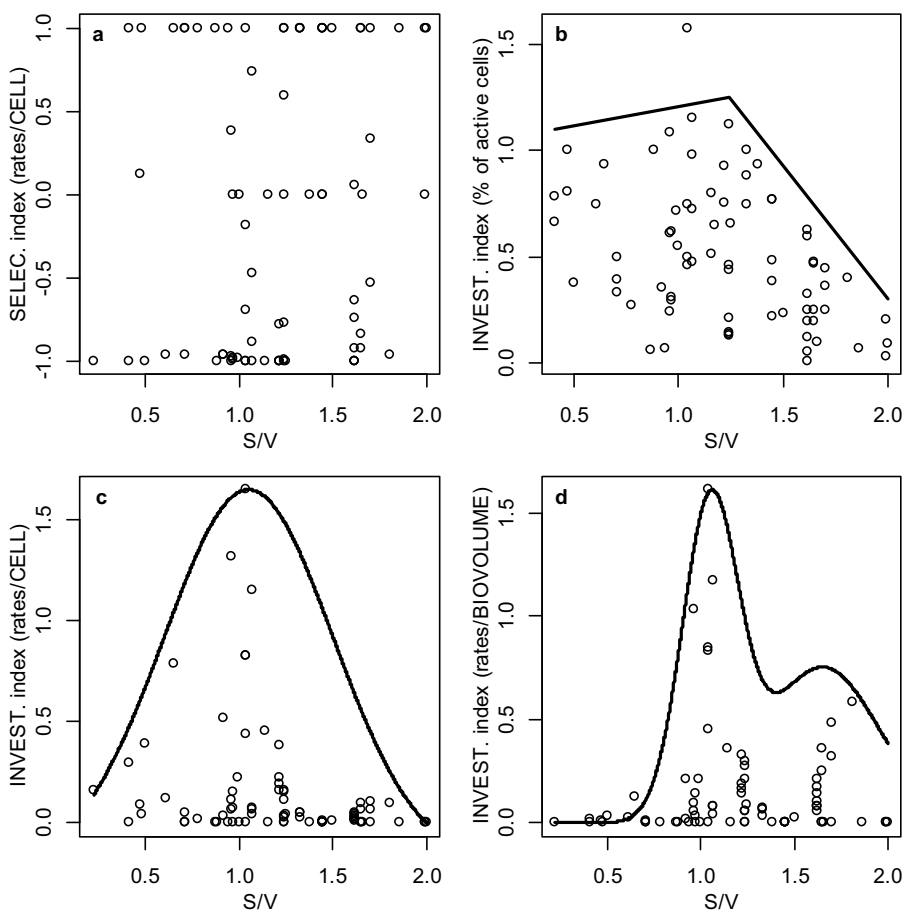 a
SELEC. index (rates/CELL)
1.0
0.5
0.0
-0.5
-1.0
0.5 1.0 1.5 2.0
S/V
b
INVEST. index (% of active cells)
1.5
1.0
0.5
0.0
0.5 1.0 1.5 2.0
S/V
c
INVEST. index (rates/CELL)
1.5
1.0
0.5
0.0
0.5 1.0 1.5 2.0
S/V
d
INVEST. index (rates/BIOVOLUME )
1.5
1.0
0.5
0.0
0.5 1.0 1.5 2.0
S/V